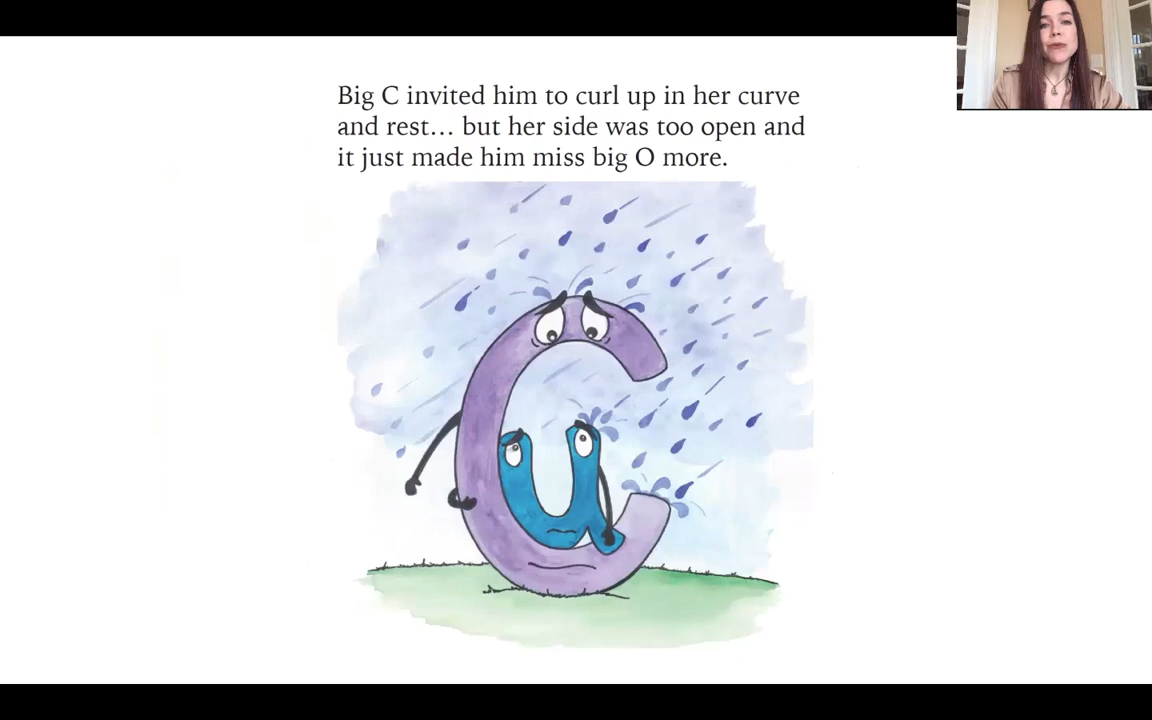 Big C invited him to curl up in her curve
and rest... but her side was too open and
it just made him miss big O more.